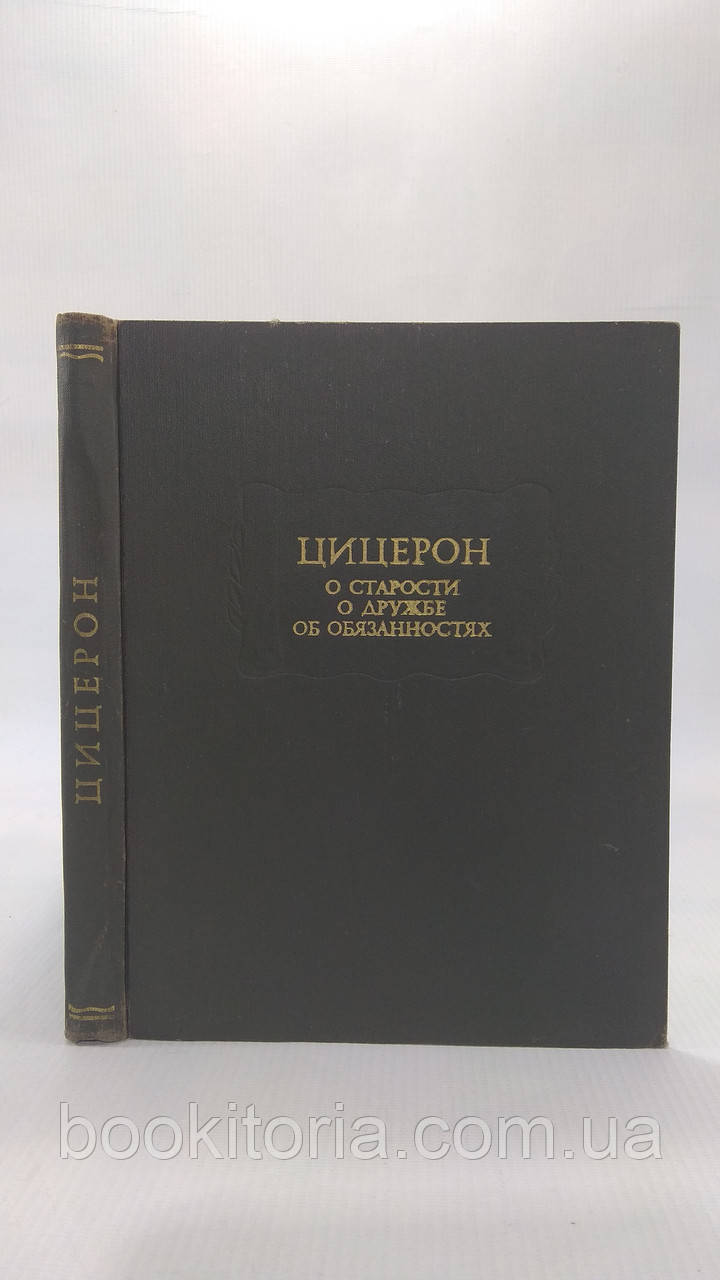 ЦИЦЕРОН
ЦИЦЕРОН
О СТАРОСТИ
О ДРУЖБЕ
ОБ ОБЯЗАННОСТЯХ
bookitoria.com.ua